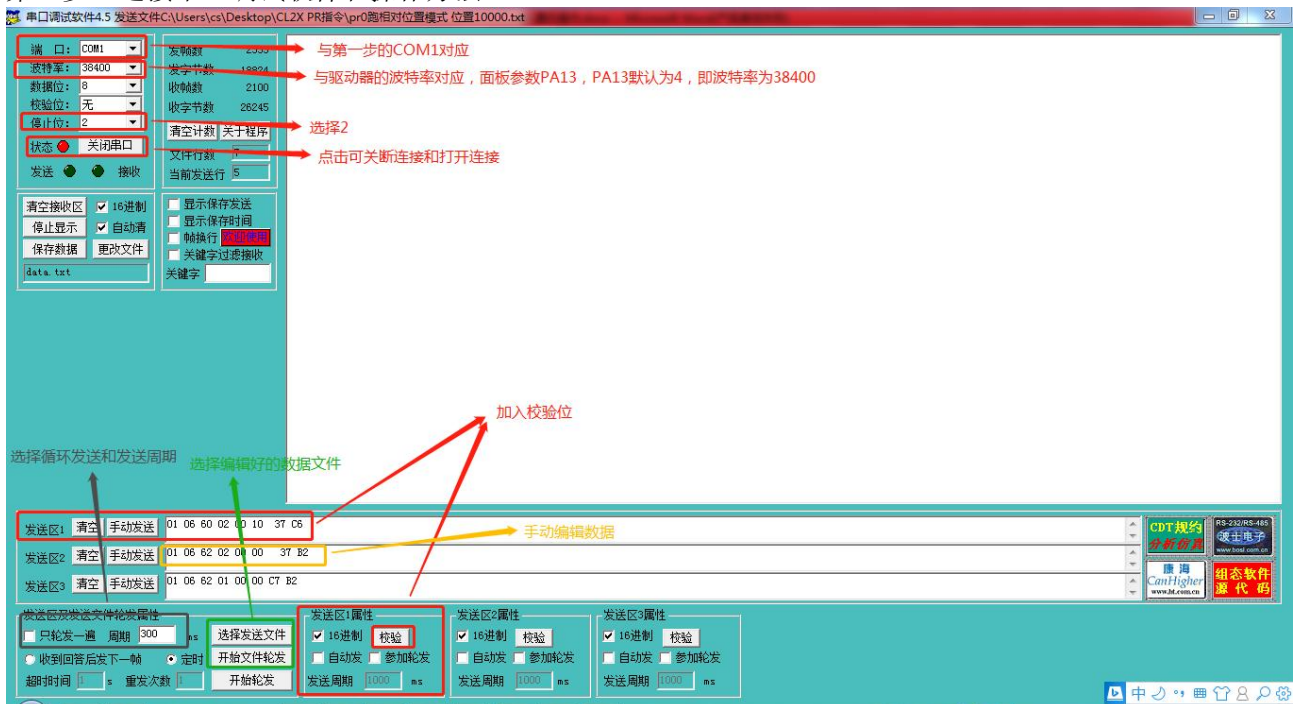 串口调试软件4.5 发送文件C:\Users\cs\Desktop\CL2X PR指令\pr0跑相对位置模式 位置10000.txt
端 口: COM1
波特率: 38400
数据位: 8
校验位: 无
停止位: 2
状态 关闭串口
发送 接收
发帧数
发字节数
收帧数 2100
收字节数 26245
清空计数 关于程序
文件行数
当前发送行 5
与第一步的COM1对应
与驱动器的波特率对应，面板参数PA13，PA13默认为4，即波特率为38400
选择2
点击可关断连接和打开连接
清空接收区 16进制
停止显示 自动清
保存数据 更改文件
data.txt
显示保存发送
显示保存时间
帧换行 欢迎使用
关键字过滤接收
关键字
加入校验位
选择循环发送和发送周期
选择编辑好的数据文件
发送区1 清空 手动发送 01 06 60 02 00 10 37 C6
手动编辑数据
发送区2 清空 手动发送 01 06 62 02 00 00 37 B2
发送区3 清空 手动发送 01 06 62 01 00 00 C7 B2
CDT规约
分析仿真
RS-232/RS-485
波士电子
www.bosi.com.cn
康海
CanHigher
www.ht.com.cn
组态软件
源代码
发送区及发送文件轮发属性
只轮发一遍 周期 300 ms 选择发送文件
收到回答后发下一帧 定时 开始文件轮发
超时时间 1 s 重发次数 1 开始轮发
发送区1属性
16进制 校验
自动发 参加轮发
发送周期 1000 ms
发送区2属性
16进制 校验
自动发 参加轮发
发送周期 1000 ms
发送区3属性
16进制 校验
自动发 参加轮发
发送周期 1000 ms
中